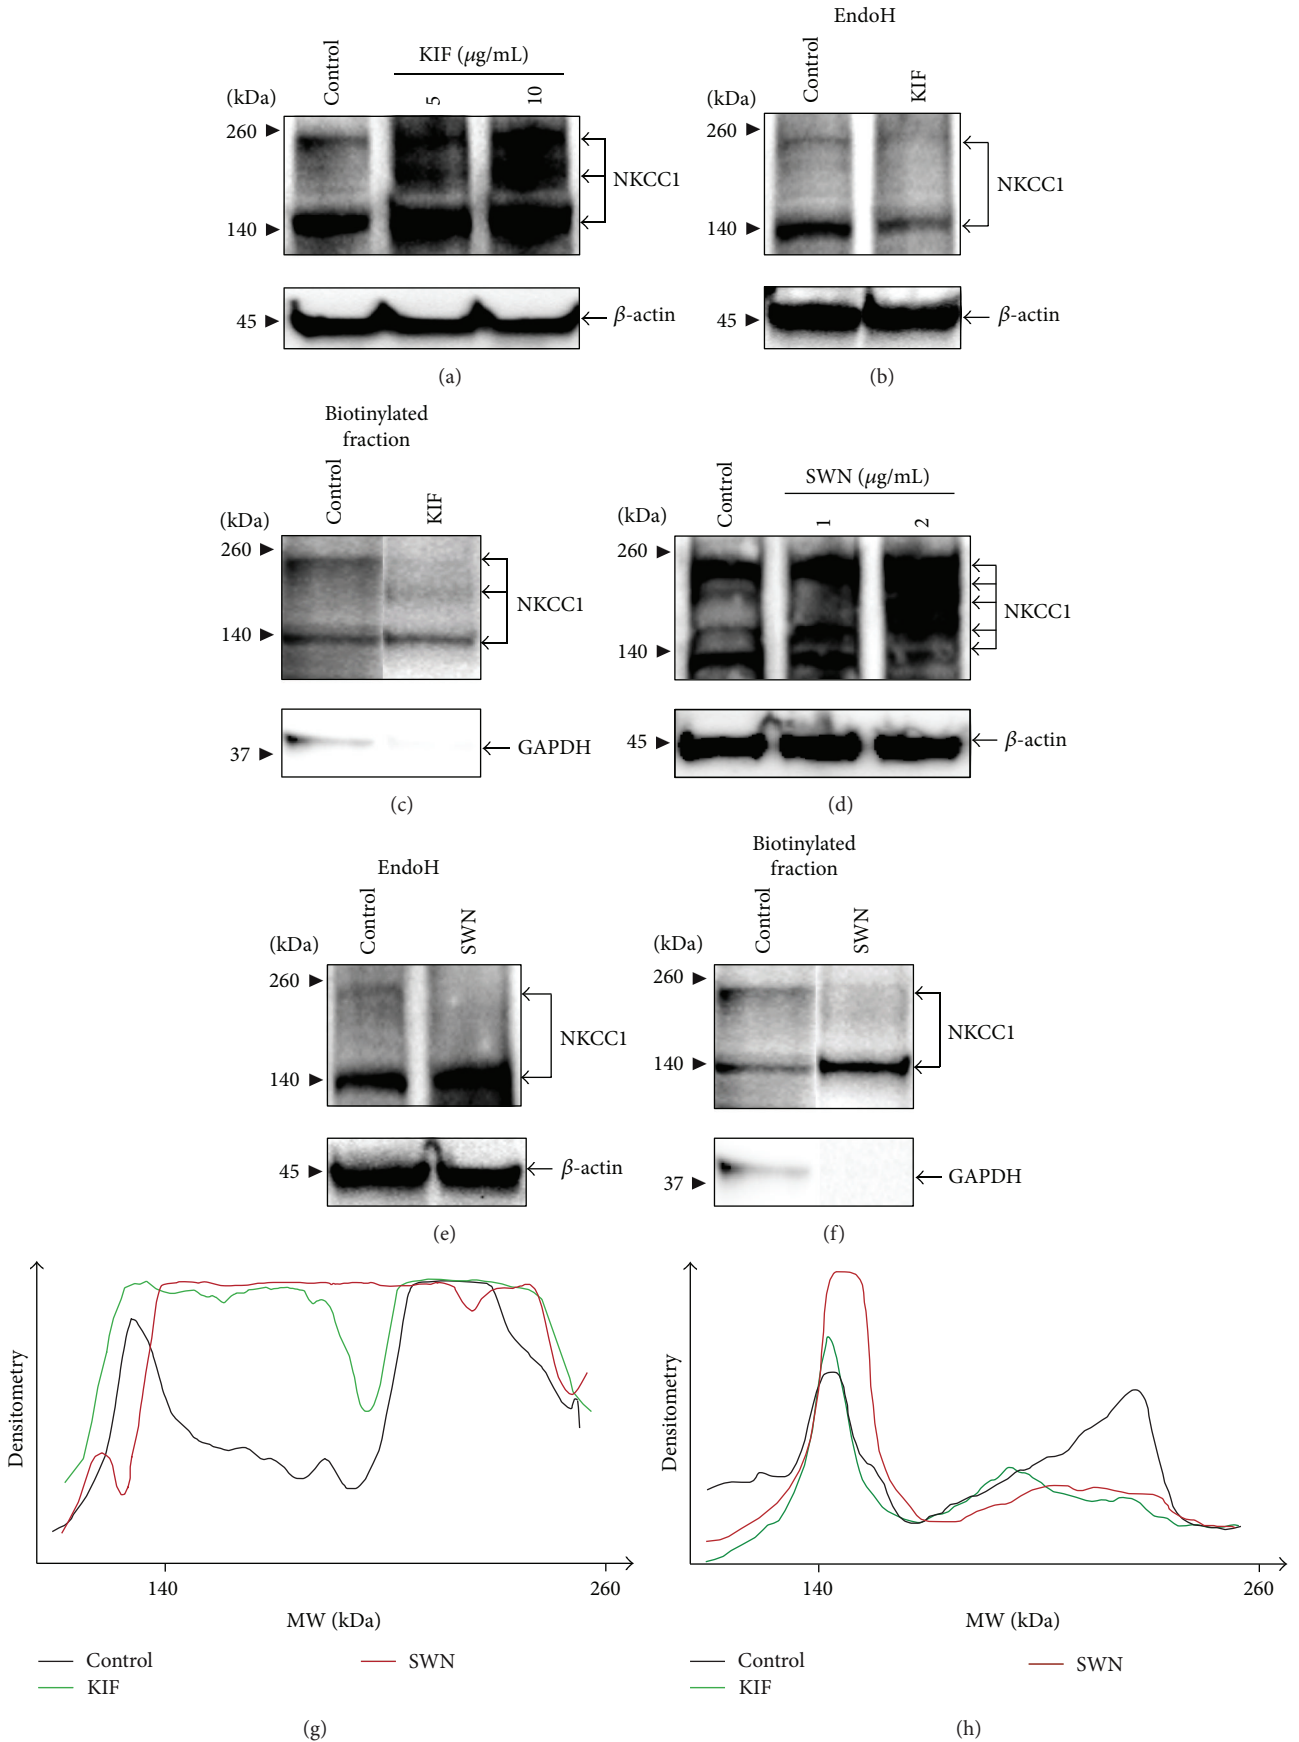 KIF (μg/mL)
Control
5
10
(kDa)
260
140
NKCC1
45
β-actin
(a)
EndoH
Control
KIF
(kDa)
260
140
NKCC1
45
β-actin
(b)
Biotinylated
fraction
Control
KIF
(kDa)
260
140
NKCC1
37
GAPDH
(c)
SWN (μg/mL)
Control
1
2
(kDa)
260
140
NKCC1
45
β-actin
(d)
EndoH
Control
SWN
(kDa)
260
140
NKCC1
45
β-actin
(e)
Biotinylated
fraction
Control
SWN
(kDa)
260
140
NKCC1
37
GAPDH
(f)
Densitometry
140
260
MW (kDa)
Control
SWN
KIF
(g)
Densitometry
140
260
MW (kDa)
Control
SWN
KIF
(h)